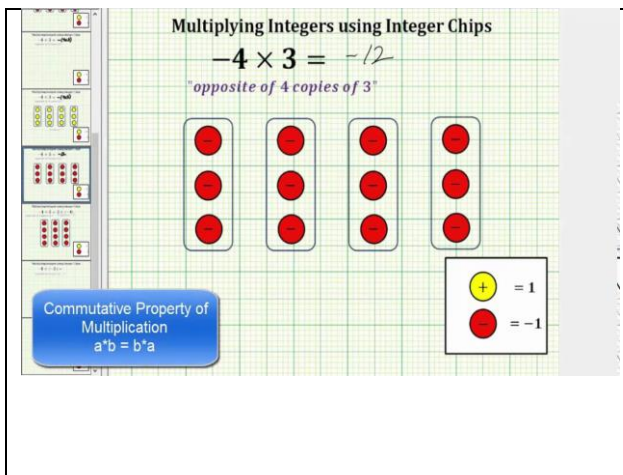 Multiplying Integers using Integer Chips
−4 × 3 = -12
"opposite of 4 copies of 3"
− − − −
− − − −
− − − −
+ = 1
− = −1
Commutative Property of
Multiplication
a*b = b*a